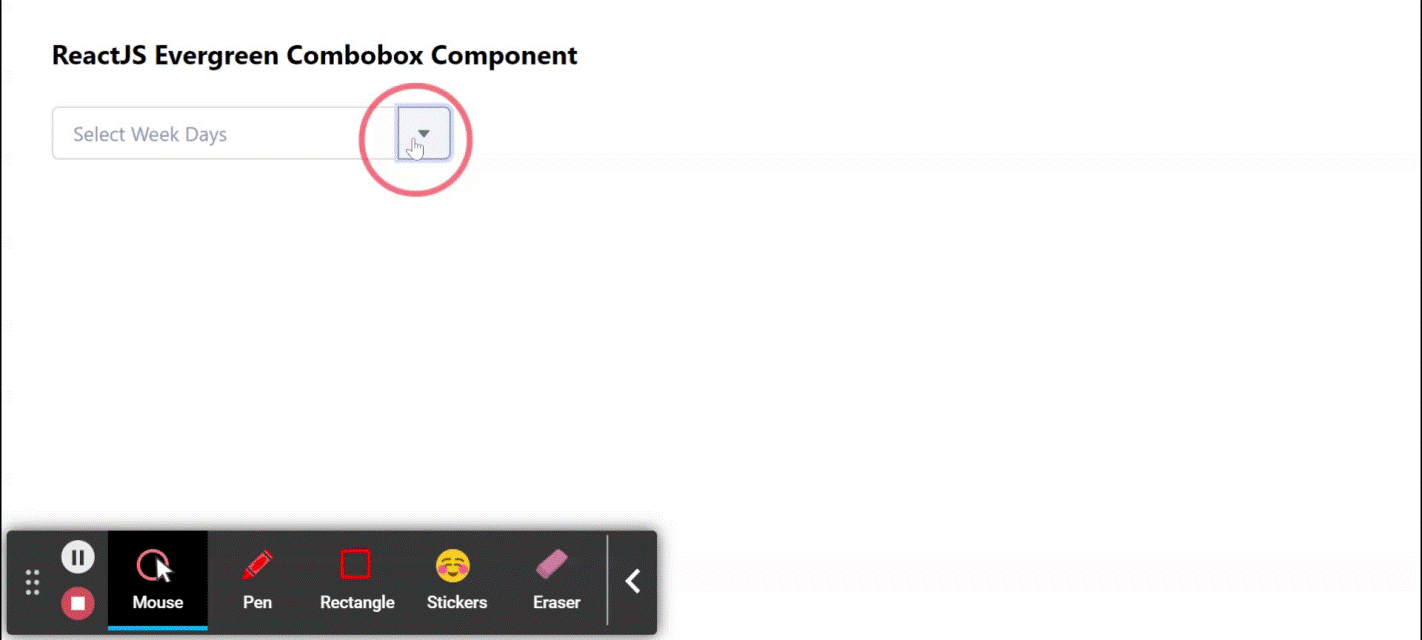 ReactJS Evergreen Combobox Component
Select Week Days
Mouse Pen Rectangle Stickers Eraser